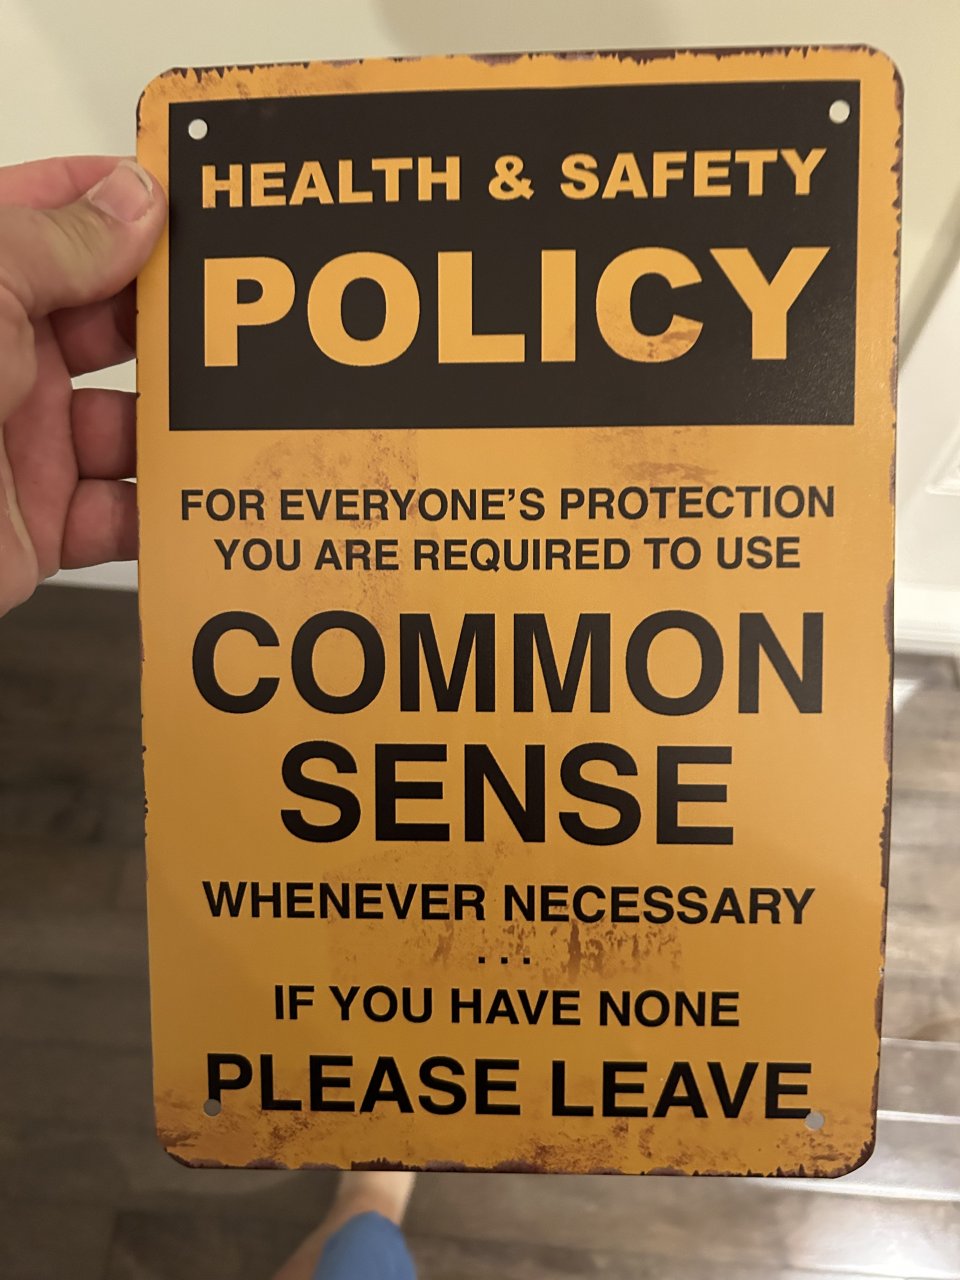 HEALTH & SAFETY
POLICY
FOR EVERYONE’S PROTECTION
YOU ARE REQUIRED TO USE
COMMON
SENSE
WHENEVER NECESSARY
...
IF YOU HAVE NONE
PLEASE LEAVE